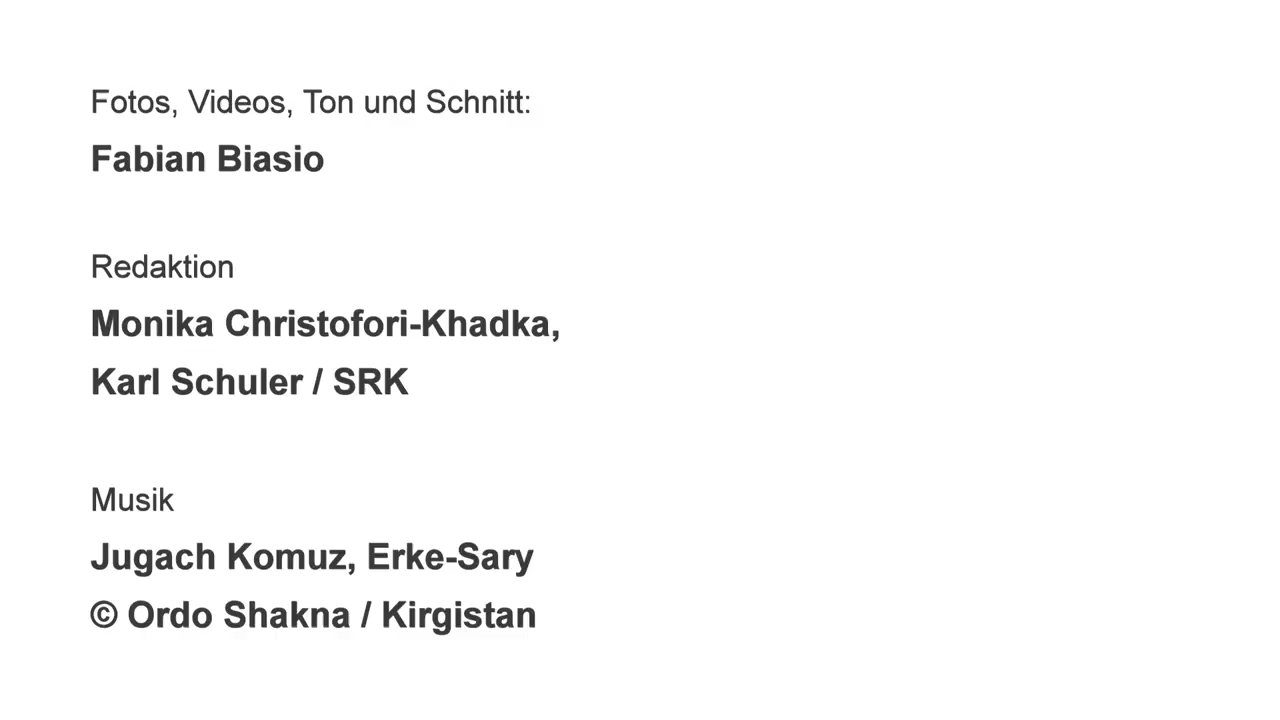 Fotos, Videos, Ton und Schnitt:
Fabian Biasio
Redaktion
Monika Christofori-Khadka,
Karl Schuler / SRK
Musik
Jugach Komuz, Erke-Sary
© Ordo Shakna / Kirgistan